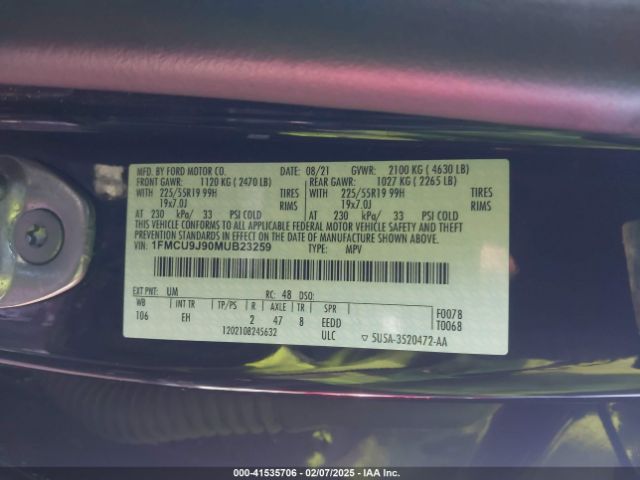 MFD. BY FORD MOTOR CO. DATE: 08/21 GVWR: 2100 KG ( 4630 LB)
FRONT GAWR: 1120 KG ( 2470 LB) REAR GAWR: 1027 KG ( 2265 LB)
WITH 225/55R19 99H TIRES WITH 225/55R19 99H TIRES
19x7.0J RIMS 19x7.0J RIMS
AT 230 kPa/ 33 PSI COLD AT 230 kPa/ 33 PSI COLD
THIS VEHICLE CONFORMS TO ALL APPLICABLE FEDERAL MOTOR VEHICLE SAFETY AND THEFT
PREVENTION STANDARDS IN EFFECT ON THE DATE OF MANUFACTURE SHOWN ABOVE.
VIN: 1FMCU9J90MUB23259 TYPE: MPV
EXT PNT: UM RC: 48 DSO:
WB INT TR TP/PS R AXLE TR SPR F0078
106 EH 2 47 8 EEDD T0068
1202108245632 ULC ▽ 5U5A-3520472-AA
000-41535706 - 02/07/2025 - IAA Inc.